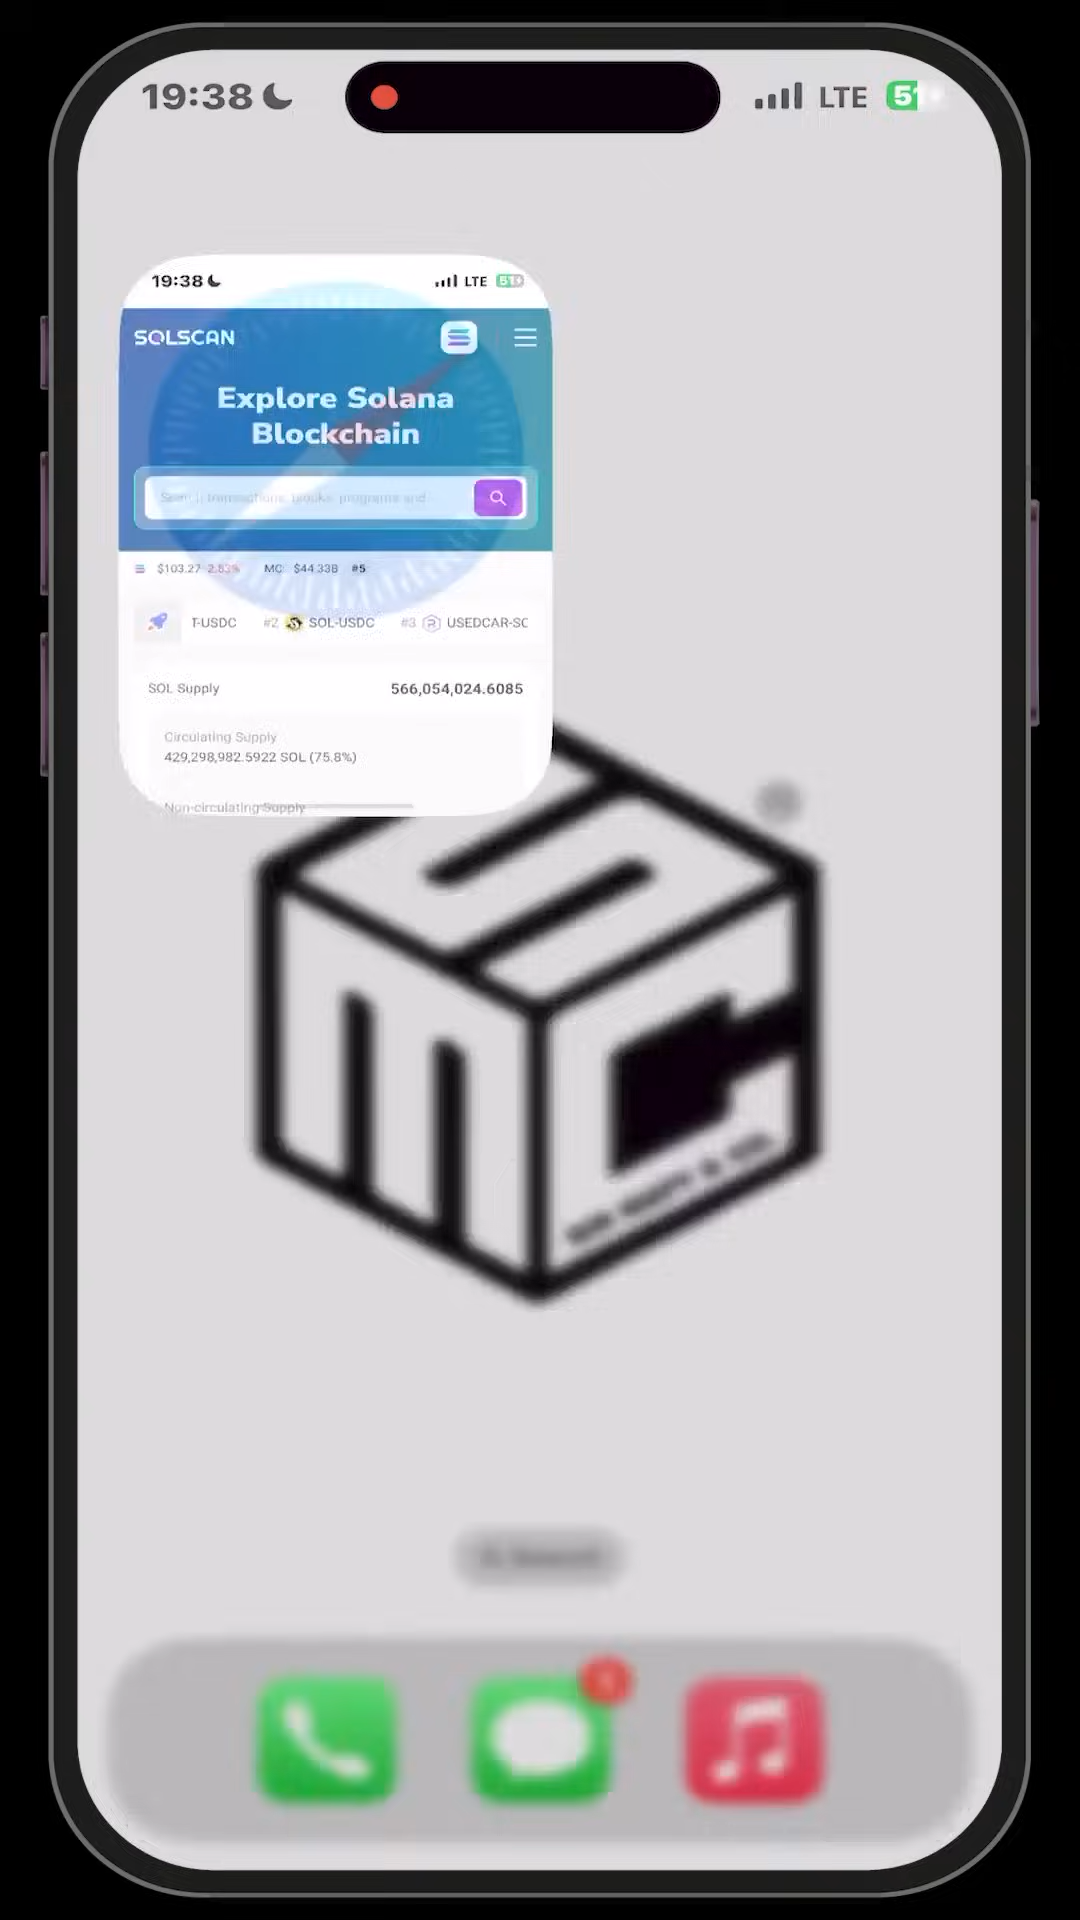 19:38
LTE
19:38
LTE
51
SOLSCAN
Explore Solana
Blockchain
Search transactions, blocks, programs and
$103.27 2.83% MC: $44.33B #5
T-USDC #2 SOL-USDC #3 USEDCAR-SC
SOL Supply 566,054,024.6085
Circulating Supply
429,298,982.5922 SOL (75.8%)
Non-circulating Supply